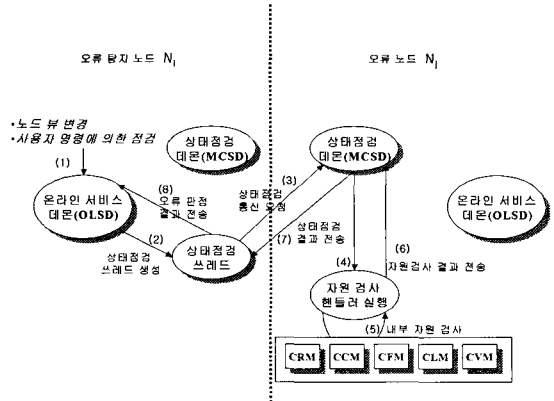 오류 탐지 노드 Ni
오류 노드 Nj
•노드 뷰 변경
•사용자 명령에 의한 점검
(1)
상태점검
데몬(MCSD)
상태점검
데몬(MCSD)
온라인 서비스
데몬(OLSD)
(8)
오류 판정
결과 전송
상태점검
통신 요청
(3)
온라인 서비스
데몬(OLSD)
(2)
상태점검
쓰레드 생성
상태점검
쓰레드
(7)
상태점검
결과 전송
(4)
(6)
자원검사 결과 전송
자원 검사
핸들러 실행
(5) 내부 자원 검사
CRM
CCM
CFM
CLM
CVM